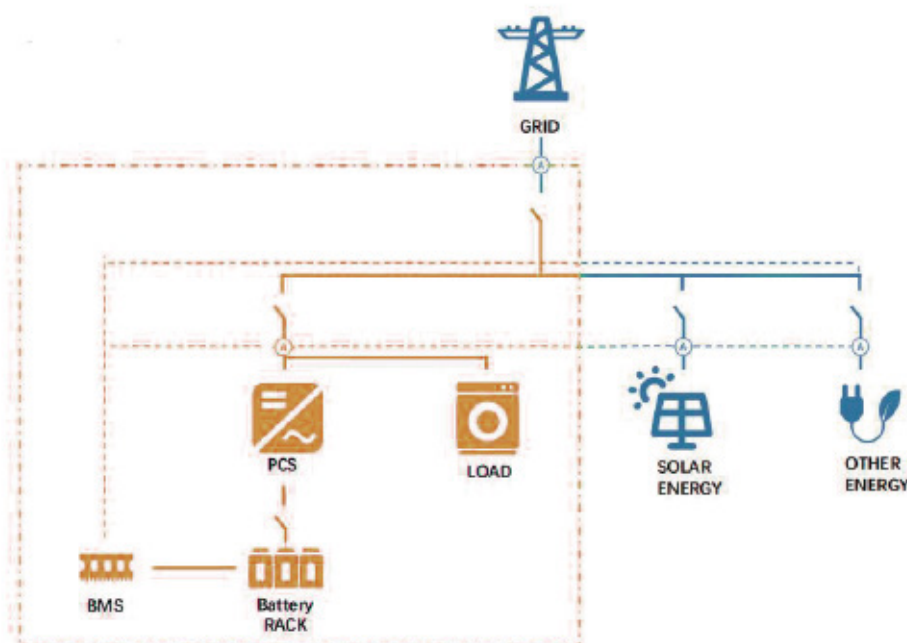 GRID
A
A
A
A
PCS
LOAD
SOLAR
ENERGY
OTHER
ENERGY
BMS
Battery
RACK